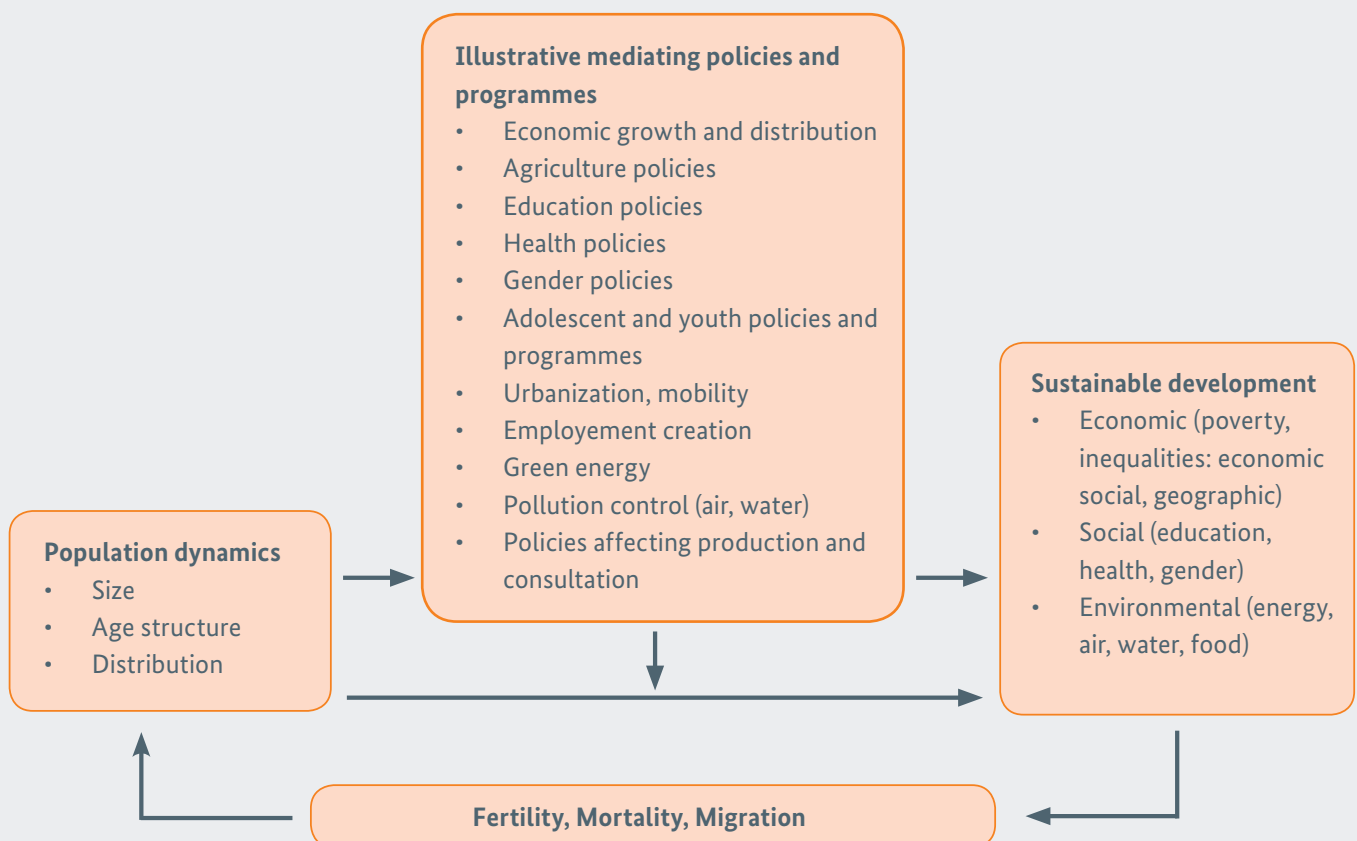 Illustrative mediating policies and
programmes
• Economic growth and distribution
• Agriculture policies
• Education policies
• Health policies
• Gender policies
• Adolescent and youth policies and
programmes
• Urbanization, mobility
• Employement creation
• Green energy
• Pollution control (air, water)
• Policies affecting production and
consultation
Population dynamics
• Size
• Age structure
• Distribution
Sustainable development
• Economic (poverty,
inequalities: economic
social, geographic)
• Social (education,
health, gender)
• Environmental (energy,
air, water, food)
Fertility, Mortality, Migration